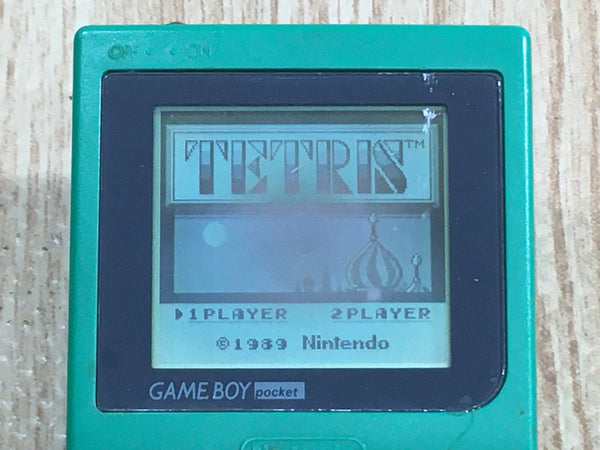 OFF ON
TETRIS™
▶1PLAYER 2PLAYER
©1989 Nintendo
GAME BOY pocket